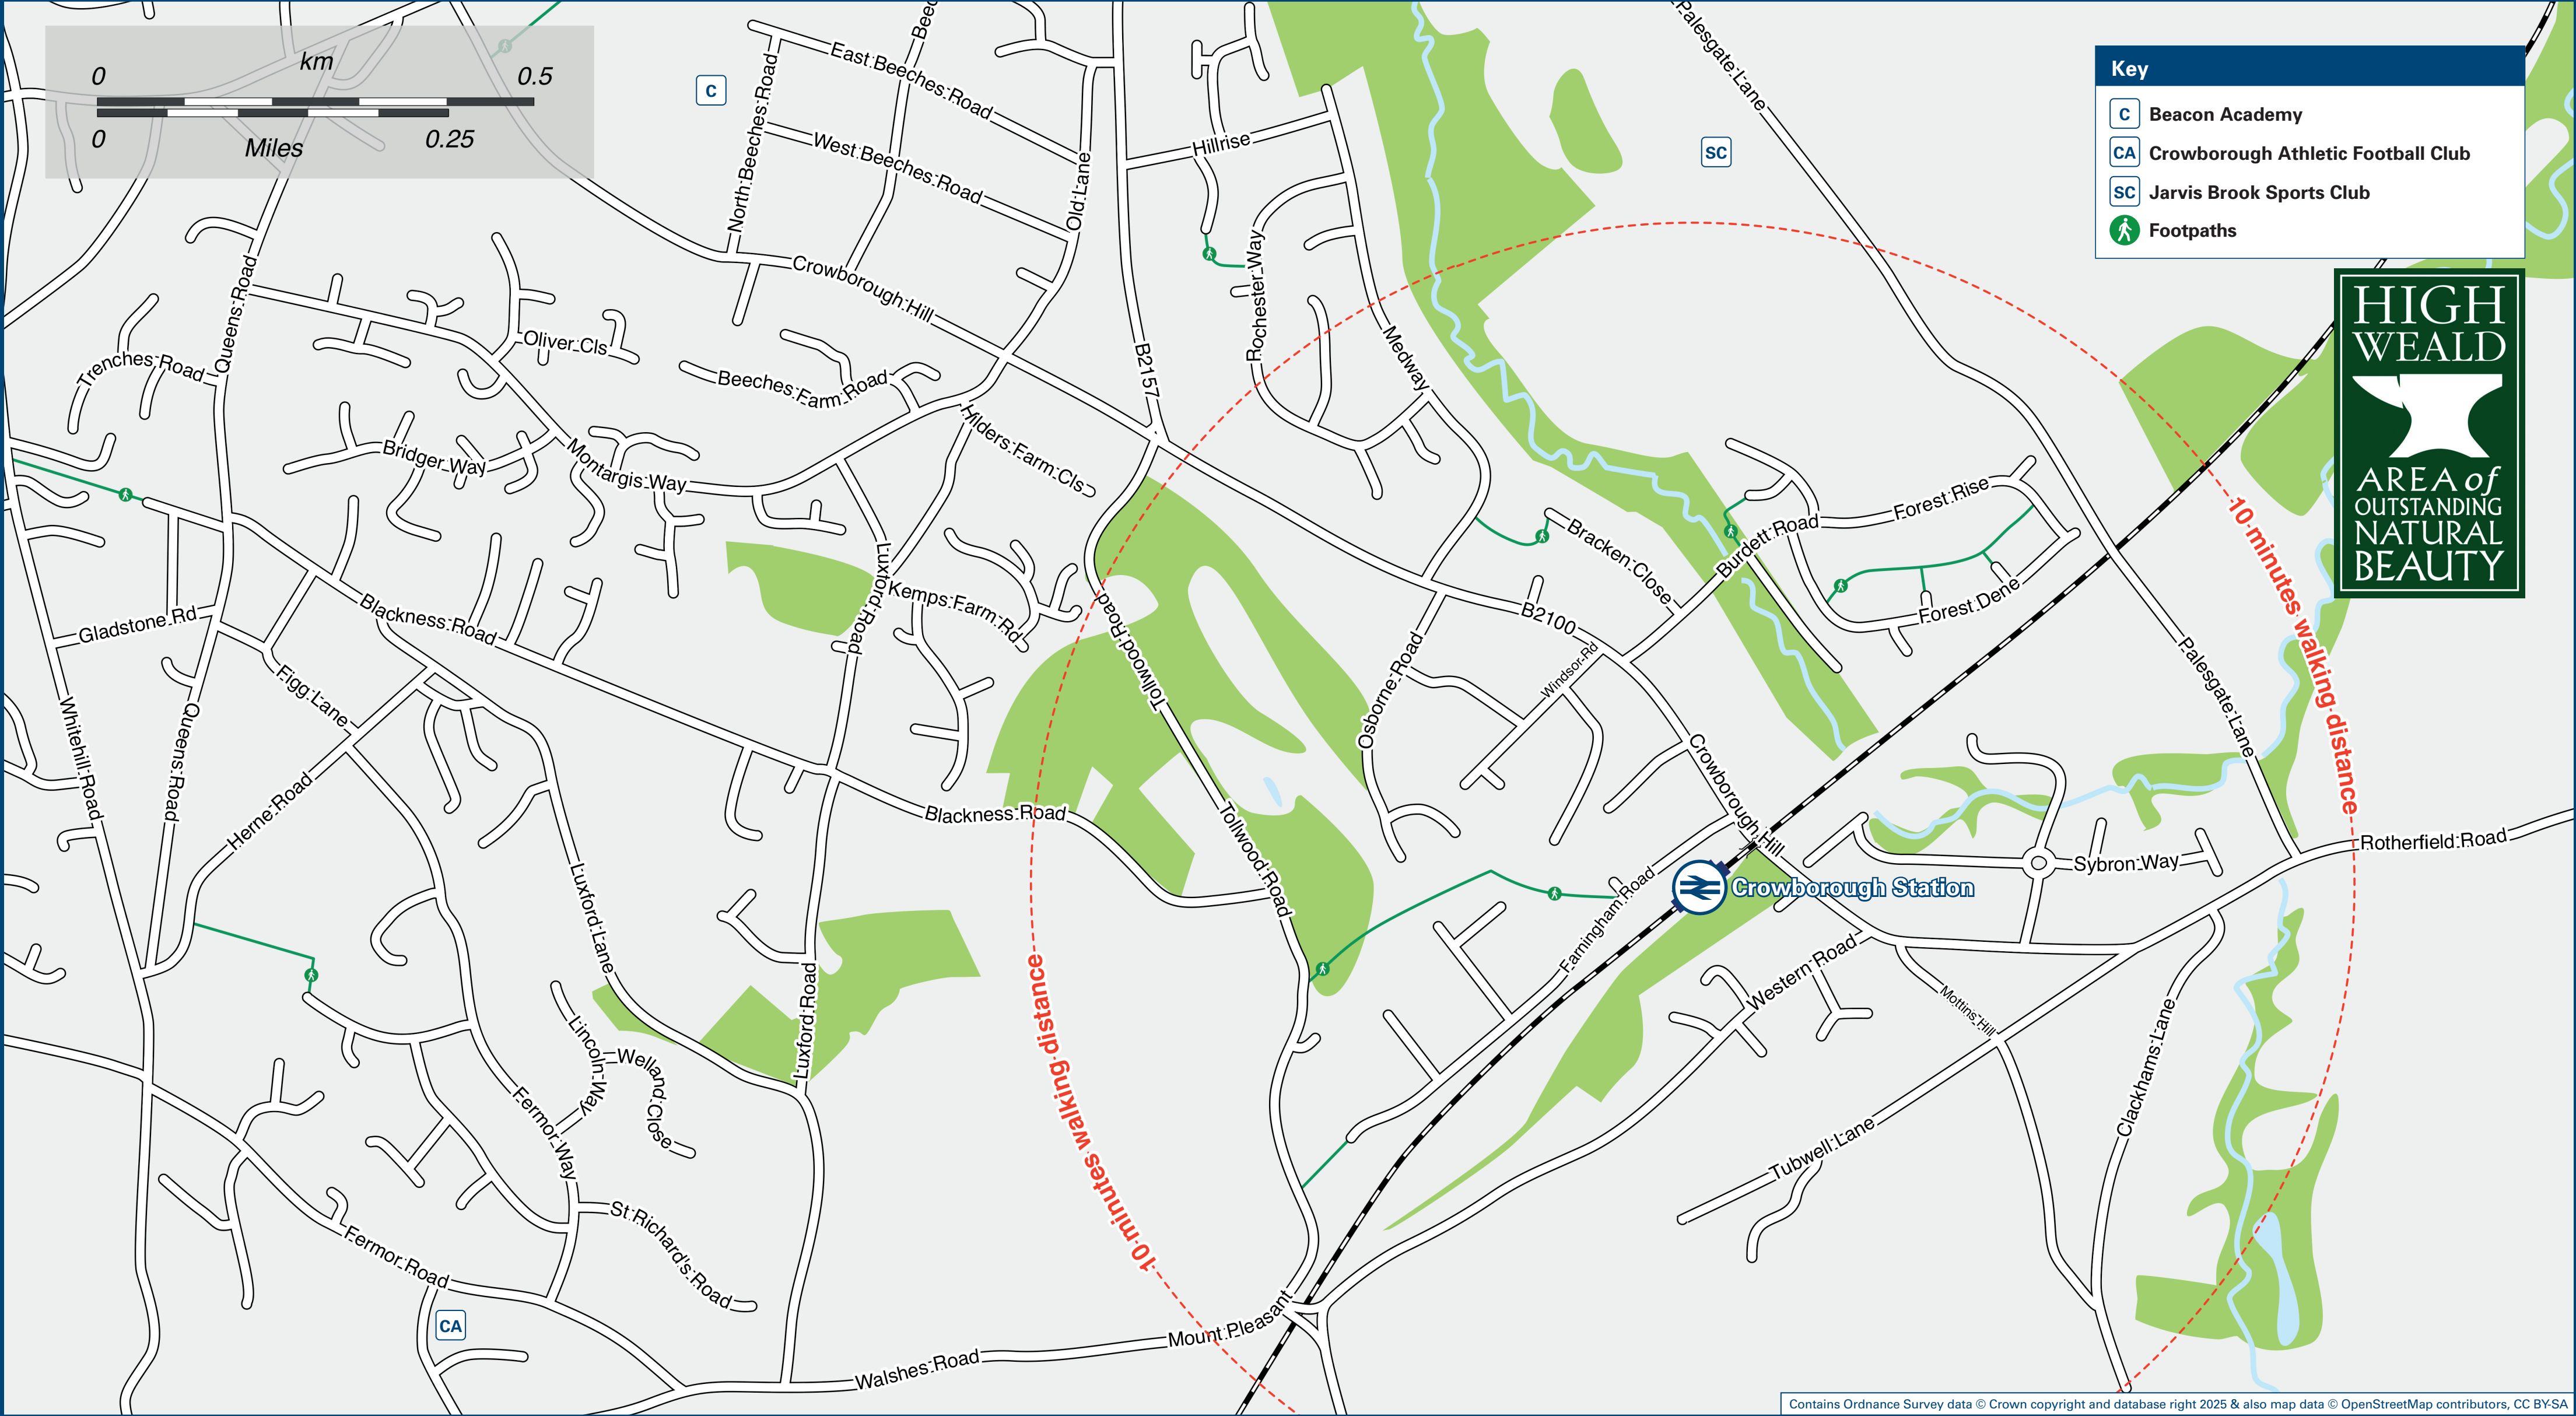 km
0
0.5
0
0.25
Miles
C
Beec
East Beeches Road
West Beeches Road
North Beeches Road
Old Lane
Hillrise
Palesgate Lane
SC
Key
C Beacon Academy
CA Crowborough Athletic Football Club
SC Jarvis Brook Sports Club
Footpaths
HIGH
WEALD
AREA of
OUTSTANDING
NATURAL
BEAUTY
Queens Road
Crowborough Hill
Rochester Way
Medway
B2157
Oliver Cls
Trenches Road
Beeches Farm Road
Hilders Farm Cls
Bridger Way
Montargis Way
Forest Rise
Bracken Close
Burdett Road
Forest Dene
10 minutes walking distance
Luxford Road
Kemps Farm Rd
Tollwood Road
B2100
Windsor Rd
Osborne Road
Gladstone Rd
Blackness Road
Figg Lane
Whitehill Road
Queens Road
Herne Road
Palesgate Lane
Crowborough Hill
Blackness Road
Tollwood Road
Rotherfield Road
Sybron Way
Crowborough Station
Farningham Road
Western Road
Mottins Hill
Luxford Lane
Luxford Road
10 minutes walking distance
Clackhams Lane
Lincoln Way
Welland Close
Fermor Way
Tubwell Lane
St Richard's Road
Fermor Road
CA
Mount Pleasant
Walshes Road
Contains Ordnance Survey data © Crown copyright and database right 2025 & also map data © OpenStreetMap contributors, CC BY-SA